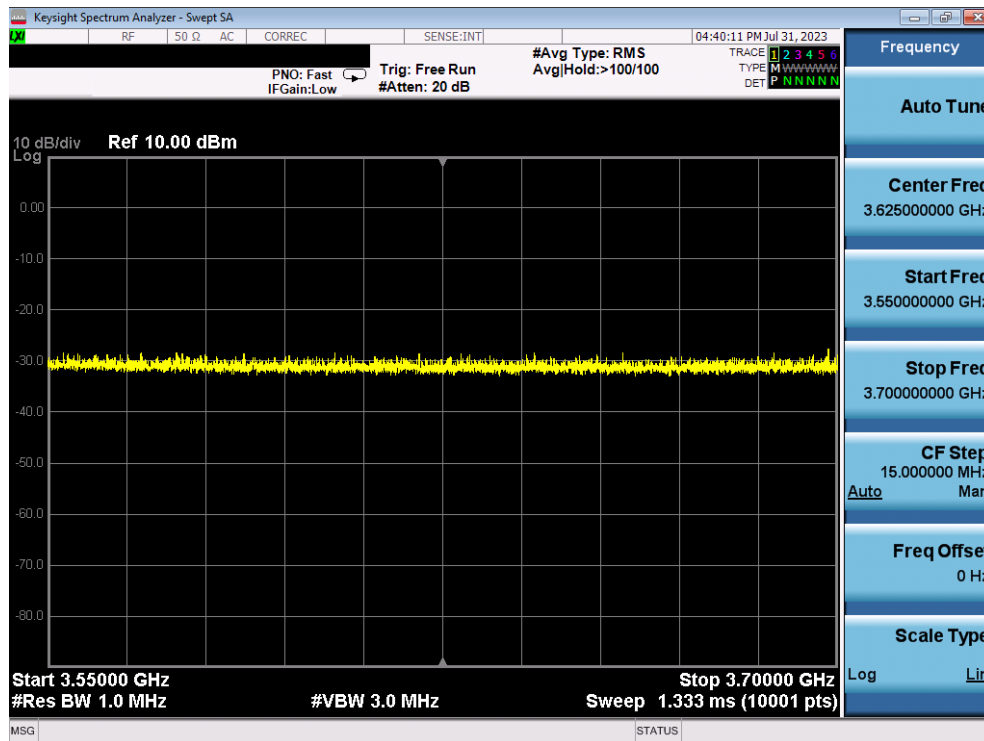 Keysight Spectrum Analyzer - Swept SA
LXI RF 50 Ω AC CORREC SENSE:INT 04:40:11 PM Jul 31, 2023
#Avg Type: RMS TRACE 1 2 3 4 5 6
PNO: Fast Trig: Free Run Avg|Hold:>100/100 TYPE M W W W W W
IFGain:Low #Atten: 20 dB DET P N N N N N
10 dB/div Ref 10.00 dBm
Log
0.00
-10.0
-20.0
-30.0
-40.0
-50.0
-60.0
-70.0
-80.0
Start 3.55000 GHz Stop 3.70000 GHz
#Res BW 1.0 MHz #VBW 3.0 MHz Sweep 1.333 ms (10001 pts)
MSG STATUS
Frequency
Auto Tune
Center Freq
3.625000000 GHz
Start Freq
3.550000000 GHz
Stop Freq
3.700000000 GHz
CF Step
15.000000 MHz
Auto Man
Freq Offset
0 Hz
Scale Type
Log Lin